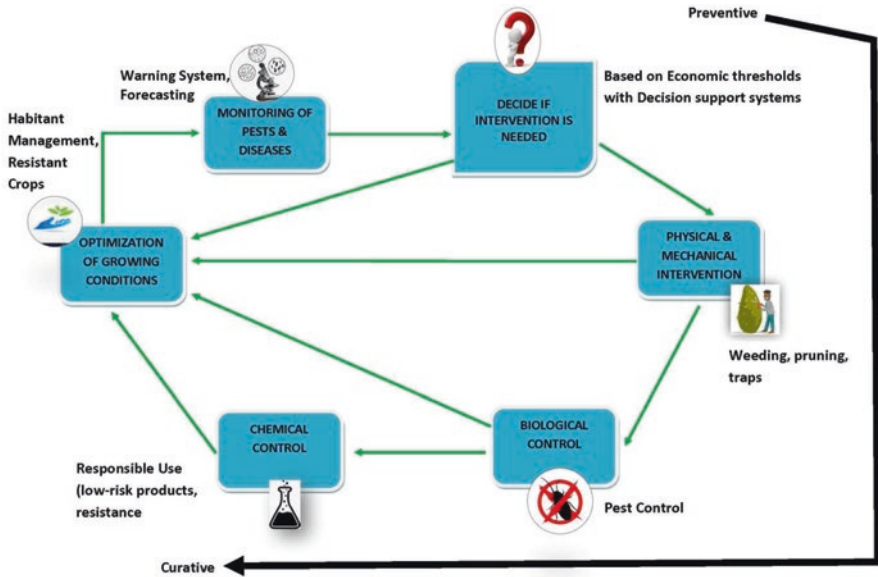 Preventive
Warning System,
Forecasting
MONITORING OF
PESTS &
DISEASES
DECIDE IF
INTERVENTION IS
NEEDED
Based on Economic thresholds
with Decision support systems
Habitant
Management,
Resistant
Crops
OPTIMIZATION
OF GROWING
CONDITIONS
PHYSICAL &
MECHANICAL
INTERVENTION
Weeding, pruning,
traps
CHEMICAL
CONTROL
BIOLOGICAL
CONTROL
Responsible Use
(low-risk products,
resistance
Pest Control
Curative